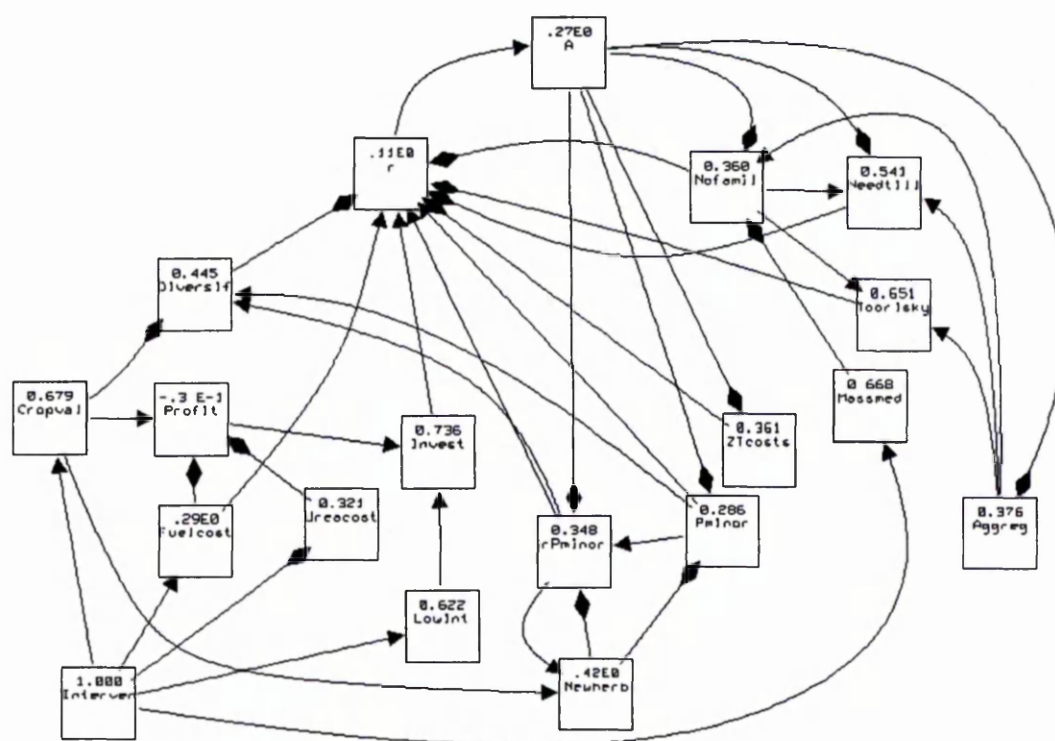 .27E0
A
.11E0
r
0.360
Nofamil
0.541
Needtill
0.445
Diversif
0.651
Toorisky
0.679
Cropval
-.3 E-1
Profit
0.736
Invest
0.361
ZTcosts
0 668
Massmed
.29E0
Fuelcost
0.321
Ureacost
0.348
rPminor
0.286
Pminor
0.376
Aggreg
0.622
LowInt
1.000
Interven
.42E0
Newherb